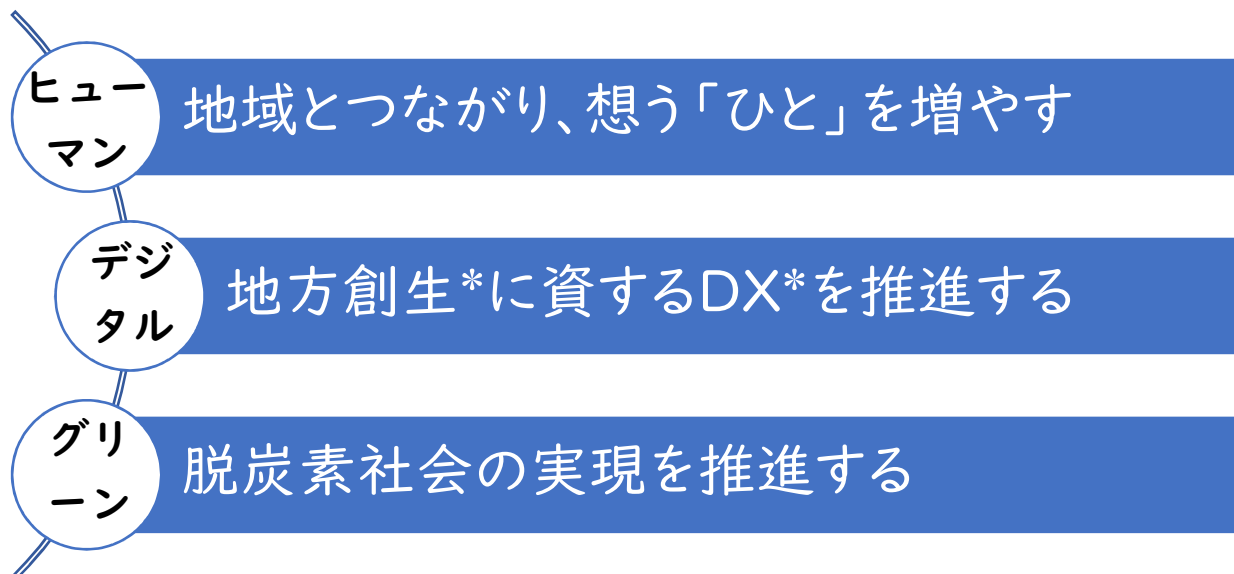 ヒュー
マン
地域とつながり、想う「ひと」を増やす
デジ
タル
地方創生*に資するDX*を推進する
グリ
ーン
脱炭素社会の実現を推進する